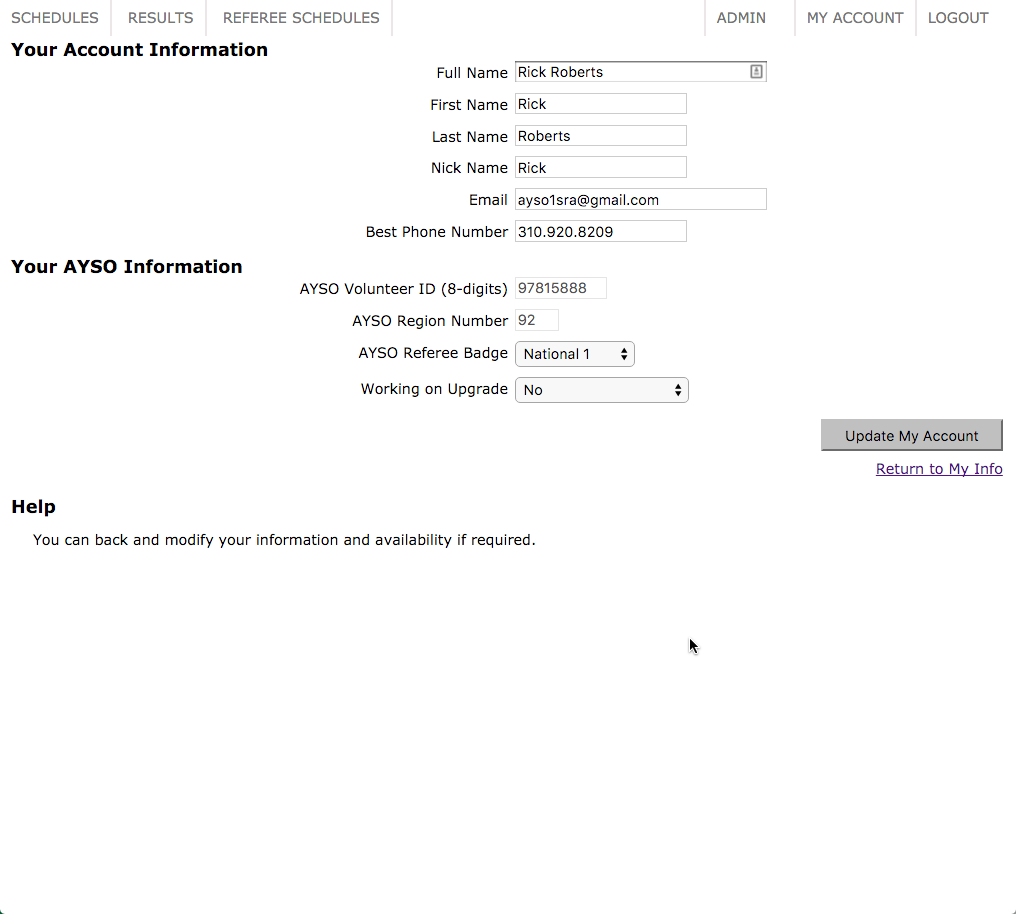 SCHEDULES RESULTS REFEREE SCHEDULES ADMIN MY ACCOUNT LOGOUT
Your Account Information
Full Name Rick Roberts
First Name Rick
Last Name Roberts
Nick Name Rick
Email ayso1sra@gmail.com
Best Phone Number 310.920.8209
Your AYSO Information
AYSO Volunteer ID (8-digits) 97815888
AYSO Region Number 92
AYSO Referee Badge National 1
Working on Upgrade No
Update My Account
Return to My Info
Help
You can back and modify your information and availability if required.